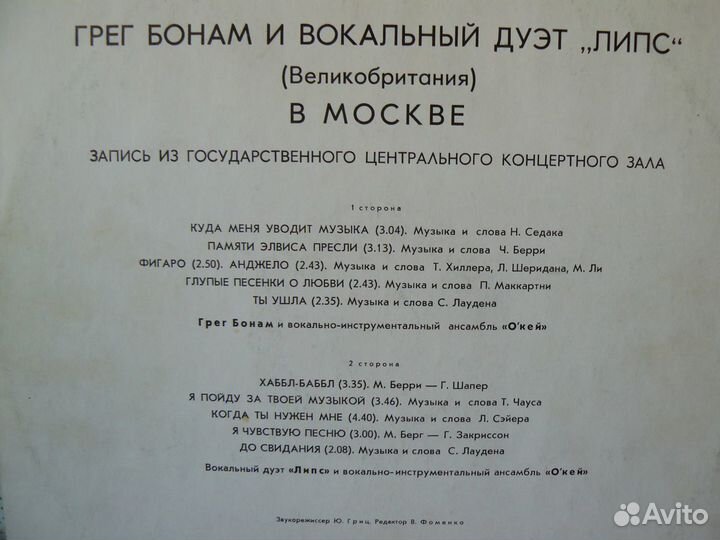 ГРЕГ БОНАМ И ВОКАЛЬНЫЙ ДУЭТ „ЛИПС“
(Великобритания)
В МОСКВЕ
ЗАПИСЬ ИЗ ГОСУДАРСТВЕННОГО ЦЕНТРАЛЬНОГО КОНЦЕРТНОГО ЗАЛА
1 сторона
КУДА МЕНЯ УВОДИТ МУЗЫКА (3.04). Музыка и слова Н. Седака
ПАМЯТИ ЭЛВИСА ПРЕСЛИ (3.13). Музыка и слова Ч. Берри
ФИГАРО (2.50). АНДЖЕЛО (2.43). Музыка и слова Т. Хиллера, Л. Шеридана, М. Ли
ГЛУПЫЕ ПЕСЕНКИ О ЛЮБВИ (2.43). Музыка и слова П. Маккартни
ТЫ УШЛА (2.35). Музыка и слова С. Лаудена
Грег Бонам и вокально-инструментальный ансамбль «О'кей»
2 сторона
ХАББЛ-БАББЛ (3.35). М. Берри — Г. Шапер
Я ПОЙДУ ЗА ТВОЕЙ МУЗЫКОЙ (3.46). Музыка и слова Т. Чауса
КОГДА ТЫ НУЖЕН МНЕ (4.40). Музыка и слова Л. Сэйера
Я ЧУВСТВУЮ ПЕСНЮ (3.00). М. Берг — Г. Закриссон
ДО СВИДАНИЯ (2.08). Музыка и слова С. Лаудена
Вокальный дуэт «Липс» и вокально-инструментальный ансамбль «О'кей»
Звукорежиссер Ю. Гриц. Редактор В. Фоменко
Avito